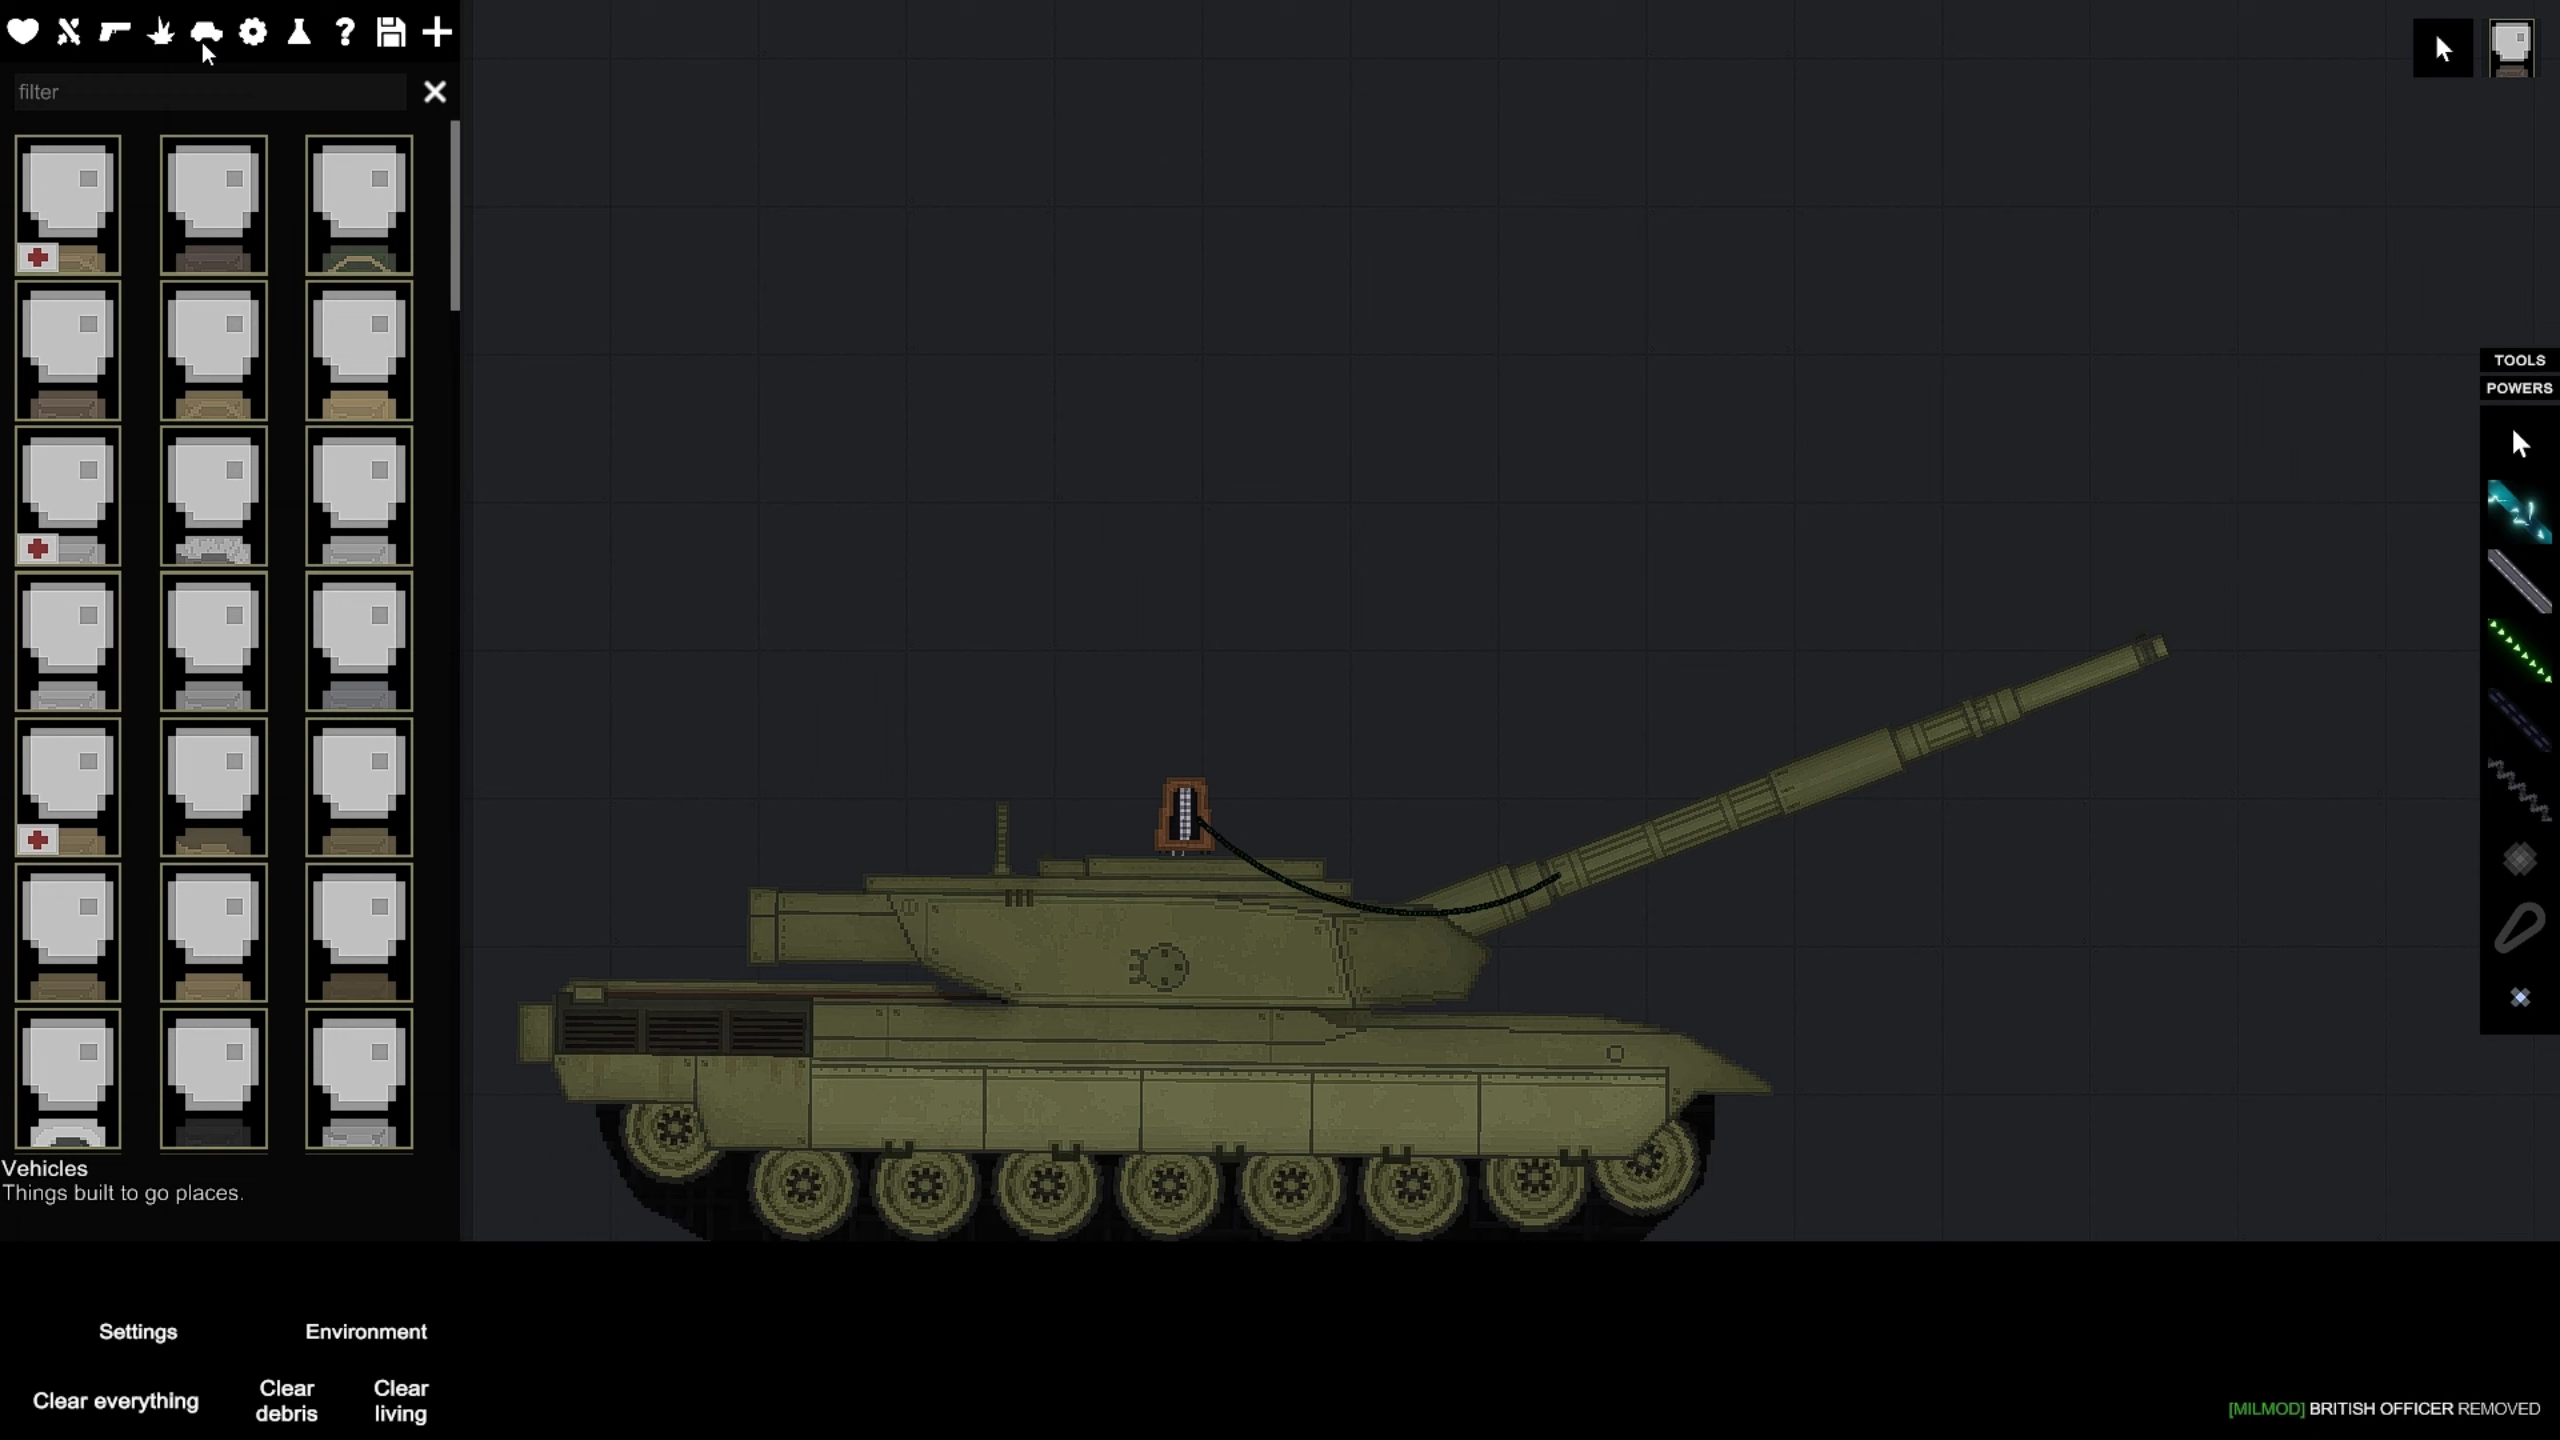 filter
TOOLS
POWERS
Vehicles
Things built to go places.
Settings
Environment
Clear everything
Clear
debris
Clear
living
[MILMOD] BRITISH OFFICER REMOVED